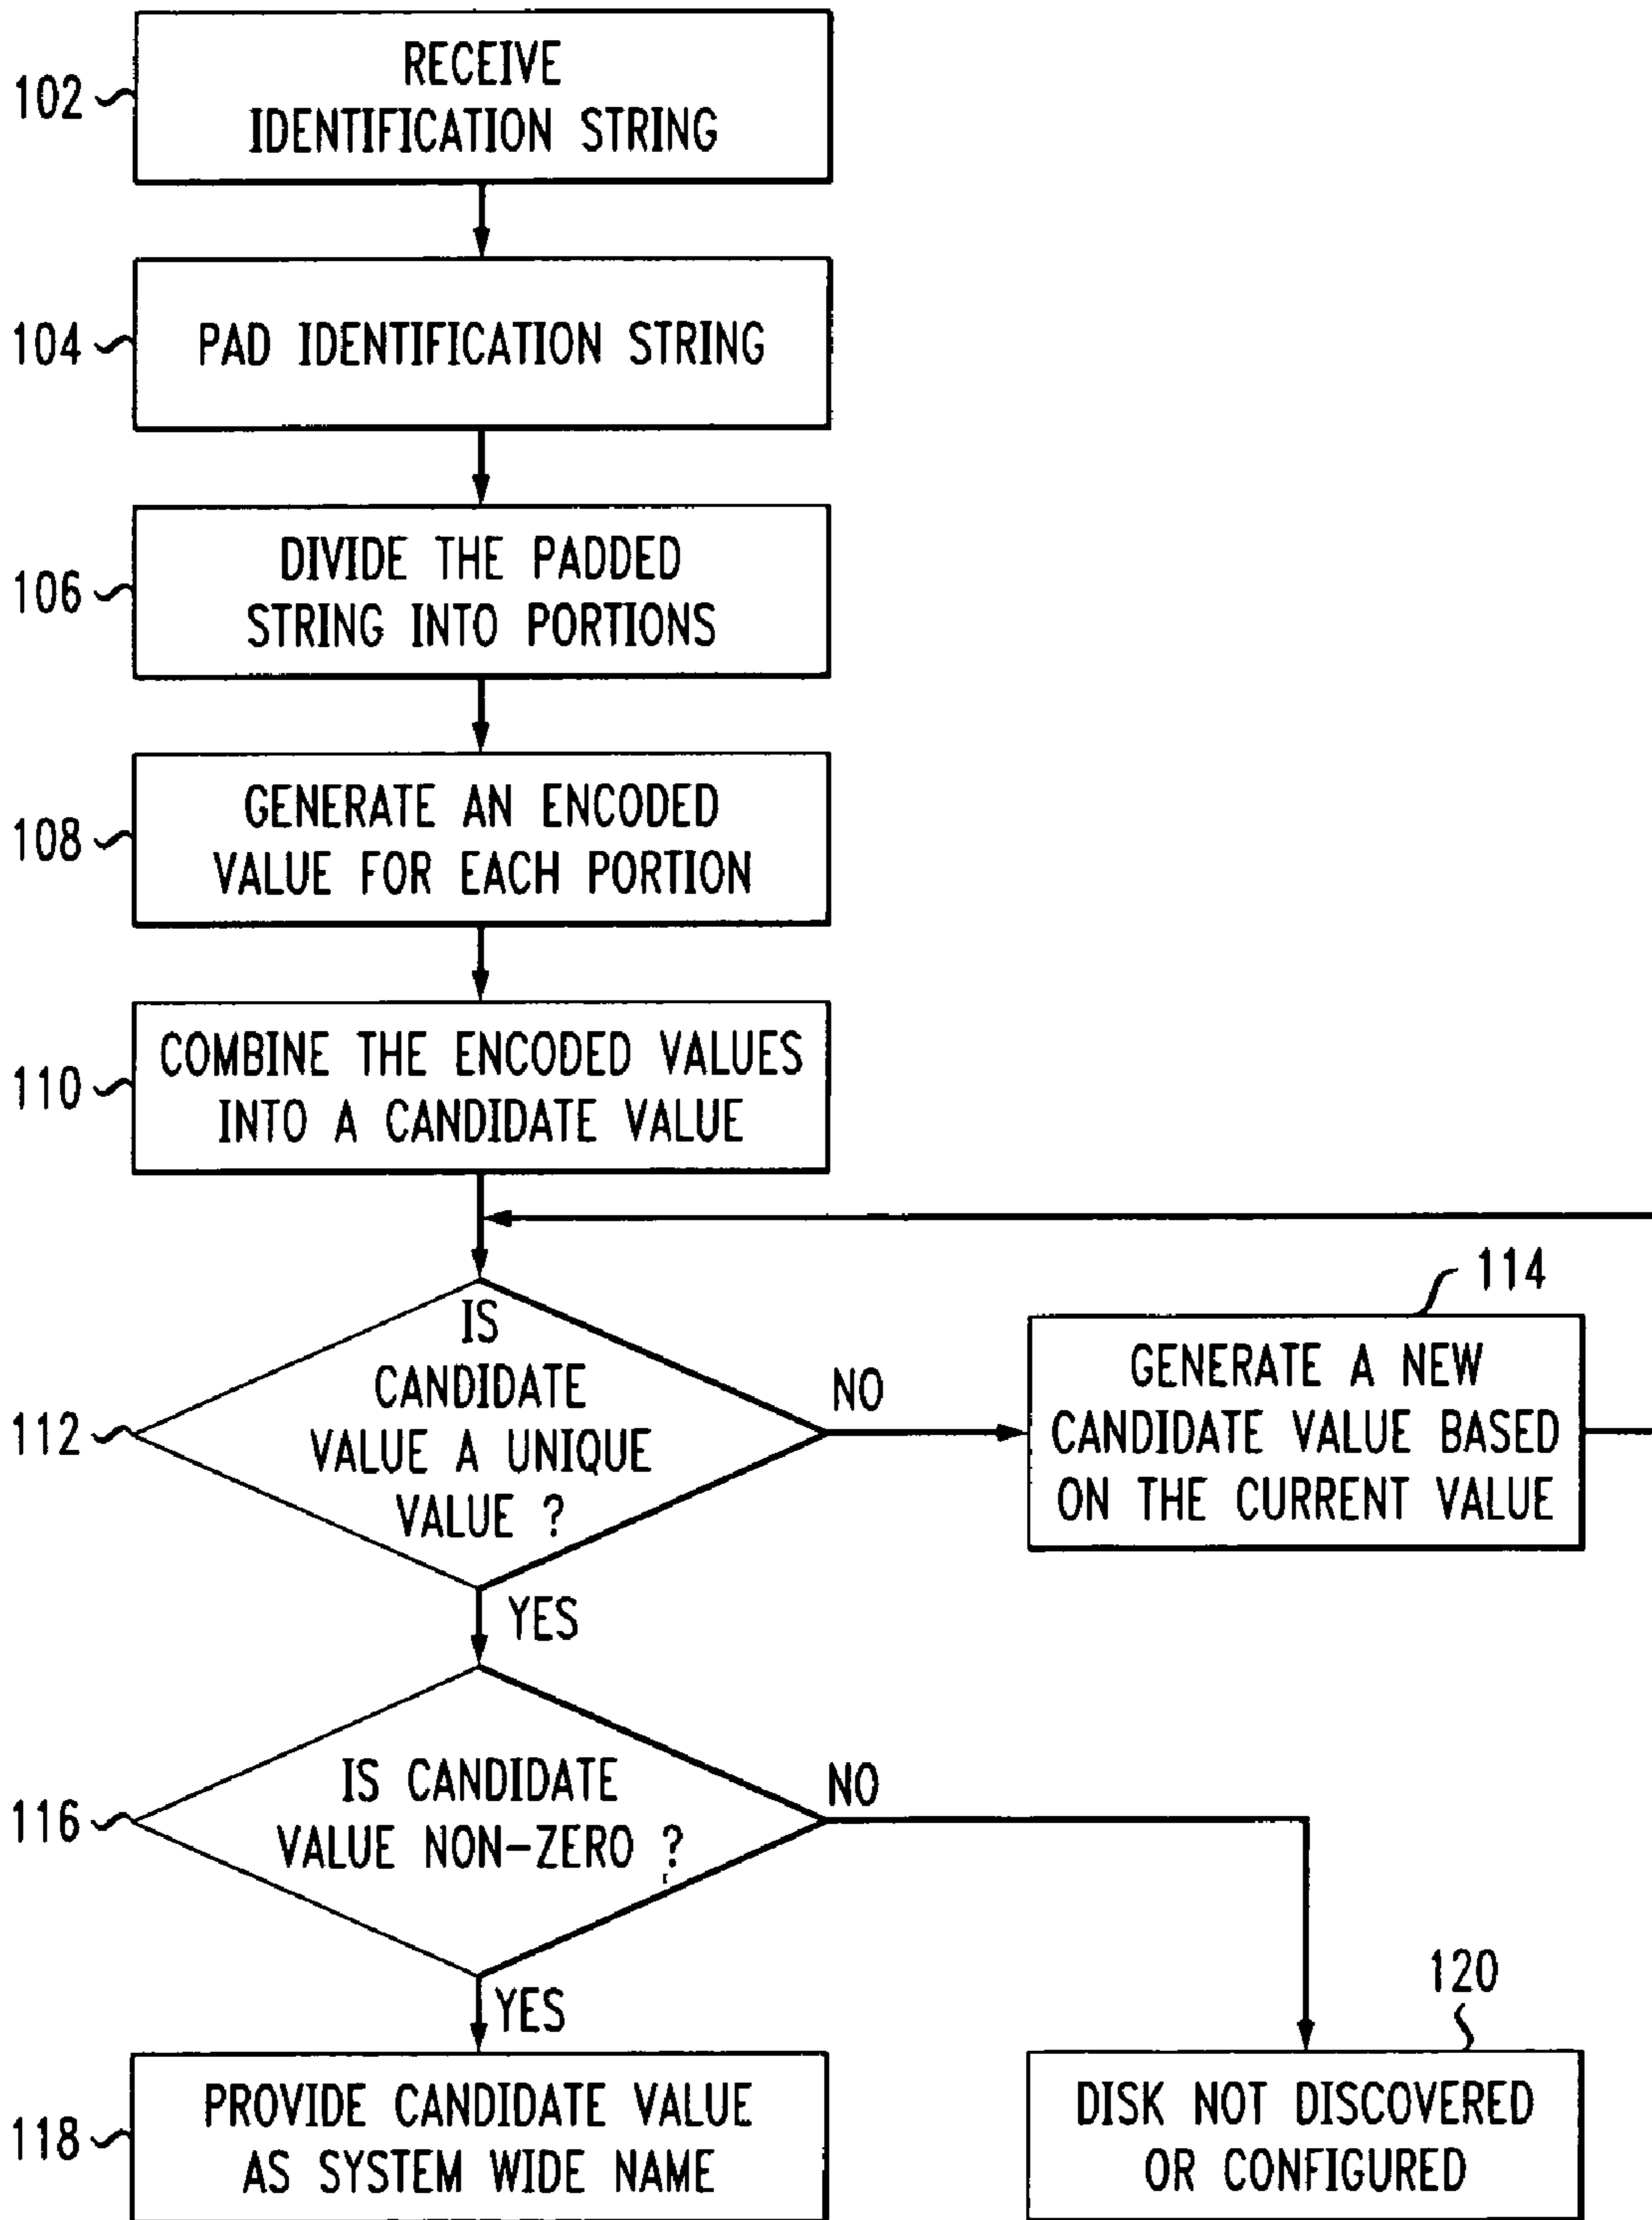 102
RECEIVE
IDENTIFICATION STRING
104
PAD IDENTIFICATION STRING
106
DIVIDE THE PADDED
STRING INTO PORTIONS
108
GENERATE AN ENCODED
VALUE FOR EACH PORTION
110
COMBINE THE ENCODED VALUES
INTO A CANDIDATE VALUE
112
IS
CANDIDATE
VALUE A UNIQUE
VALUE ?
NO
114
GENERATE A NEW
CANDIDATE VALUE BASED
ON THE CURRENT VALUE
YES
116
IS CANDIDATE
VALUE NON-ZERO ?
NO
YES
118
PROVIDE CANDIDATE VALUE
AS SYSTEM WIDE NAME
120
DISK NOT DISCOVERED
OR CONFIGURED